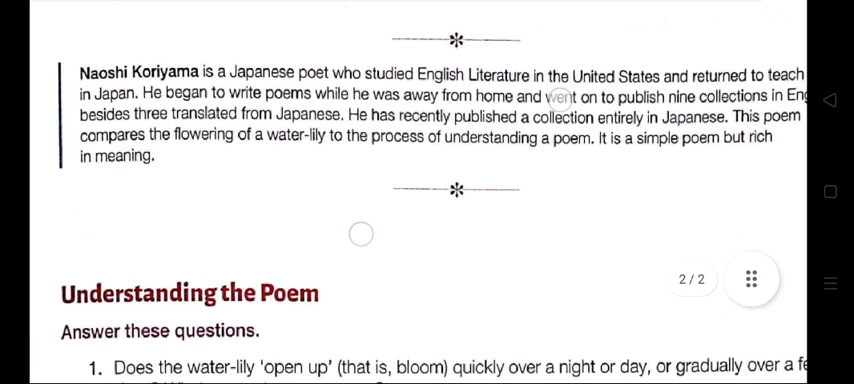 Naoshi Koriyama is a Japanese poet who studied English Literature in the United States and returned to teach
in Japan. He began to write poems while he was away from home and went on to publish nine collections in
besides three translated from Japanese. He has recently published a collection entirely in Japanese. This poem
compares the flowering of a water-lily to the process of understanding a poem. It is a simple poem but rich
in meaning.
2/2
Understanding the Poem
Answer these questions.
1. Does the water-lily 'open up' (that is, bloom) quickly over a night or day, or gradually over a